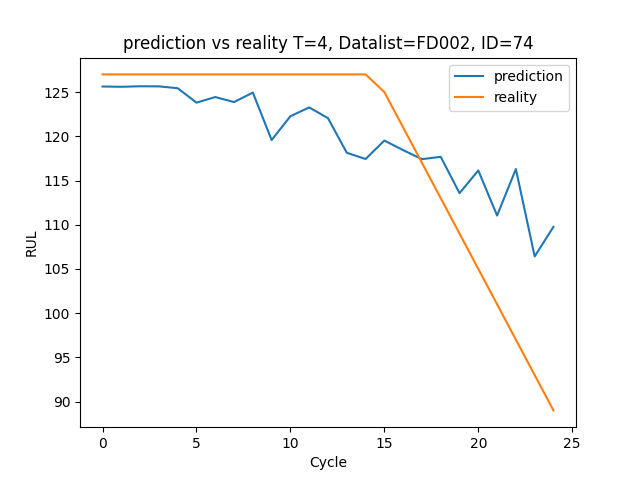 prediction vs reality T=4, Datalist=FD002, ID=74
prediction
reality
RUL
125
120
115
110
105
100
95
90
0 5 10 15 20 25
Cycle